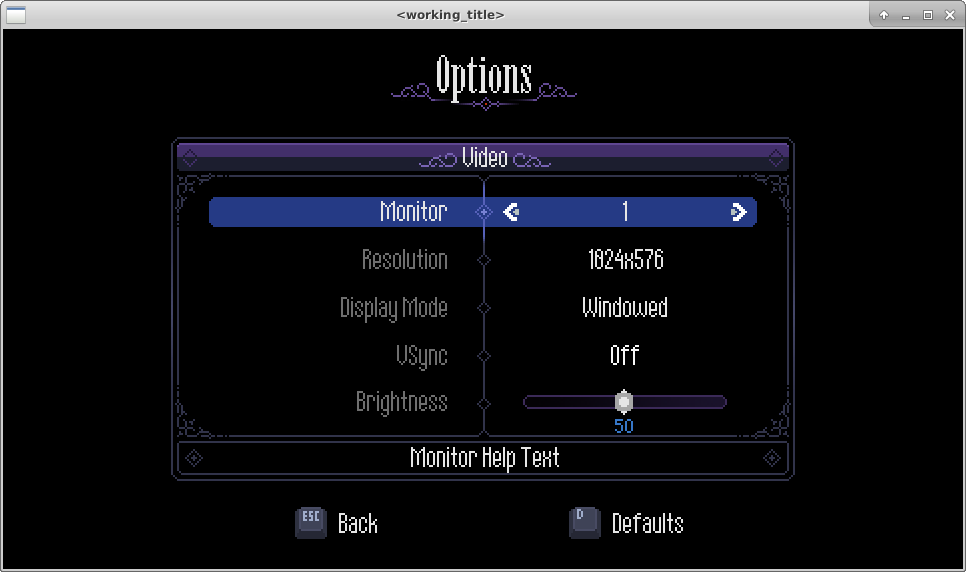 <working_title>
Options
Video
Monitor 1
Resolution 1024x576
Display Mode Windowed
VSync Off
Brightness
50
Monitor Help Text
ESC Back D Defaults